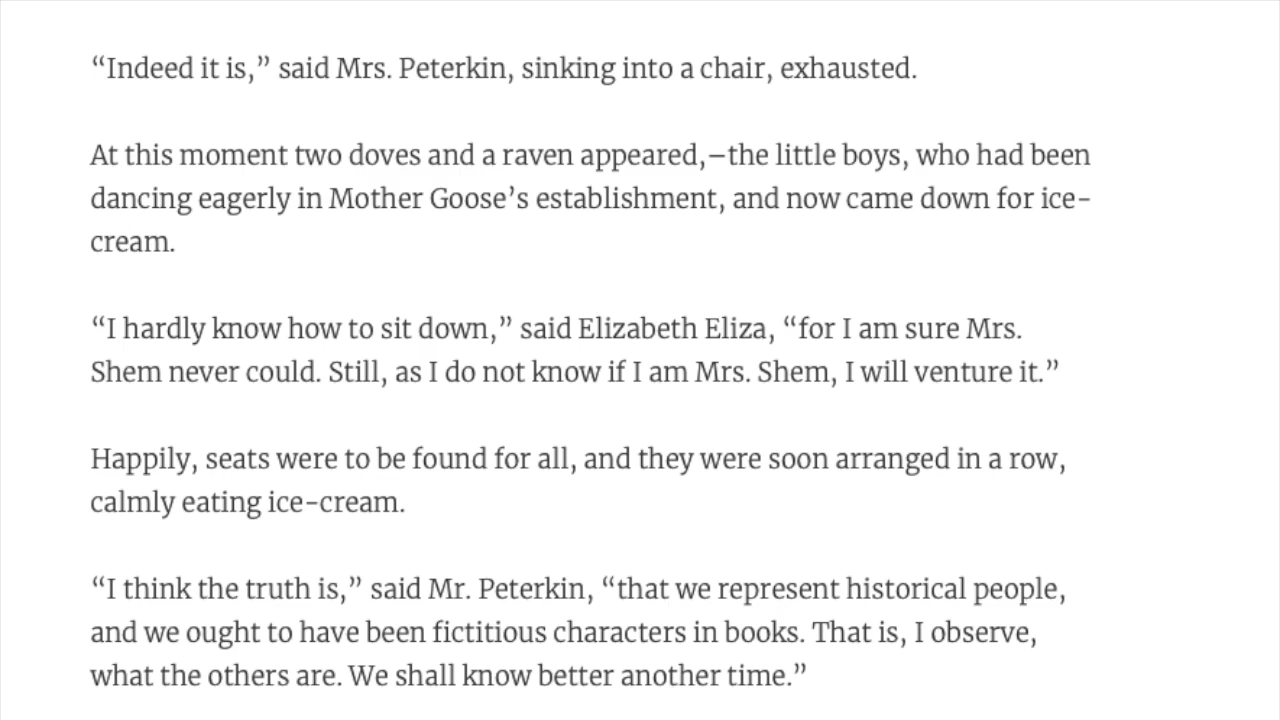 “Indeed it is,” said Mrs. Peterkin, sinking into a chair, exhausted.
At this moment two doves and a raven appeared,–the little boys, who had been
dancing eagerly in Mother Goose’s establishment, and now came down for ice-
cream.
“I hardly know how to sit down,” said Elizabeth Eliza, “for I am sure Mrs.
Shem never could. Still, as I do not know if I am Mrs. Shem, I will venture it.”
Happily, seats were to be found for all, and they were soon arranged in a row,
calmly eating ice-cream.
“I think the truth is,” said Mr. Peterkin, “that we represent historical people,
and we ought to have been fictitious characters in books. That is, I observe,
what the others are. We shall know better another time.”